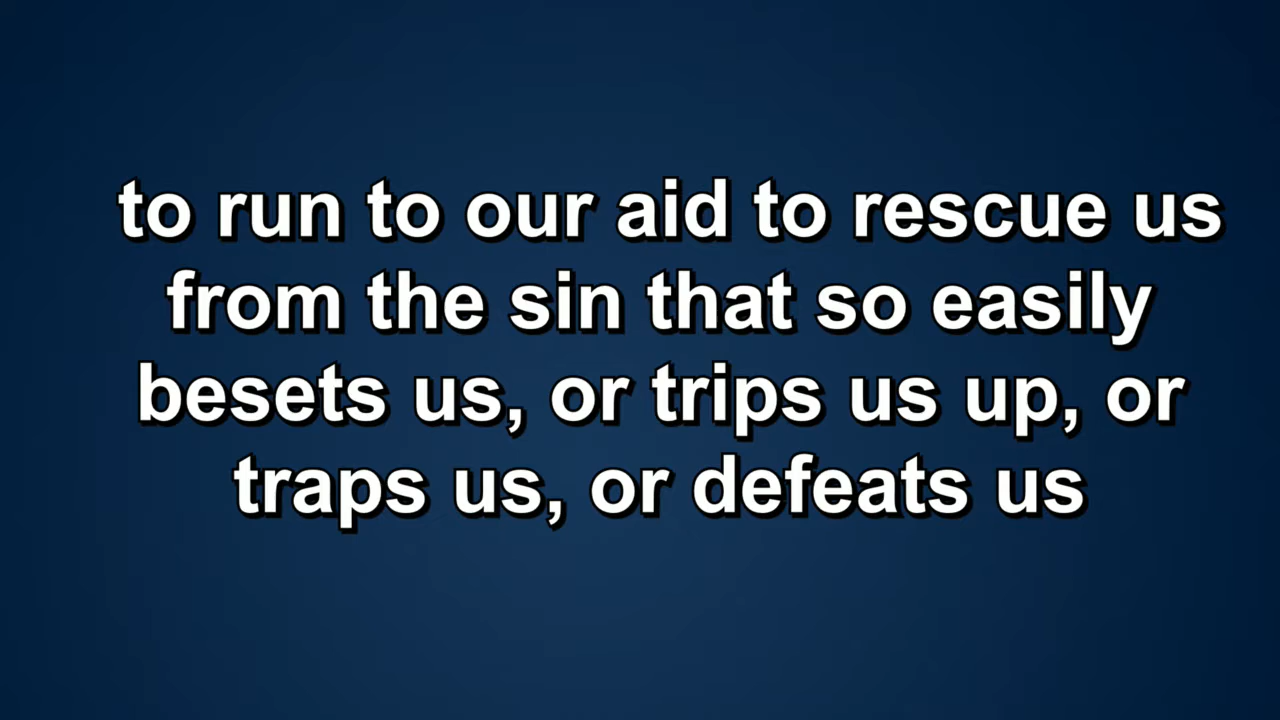 to run to our aid to rescue us
from the sin that so easily
besets us, or trips us up, or
traps us, or defeats us